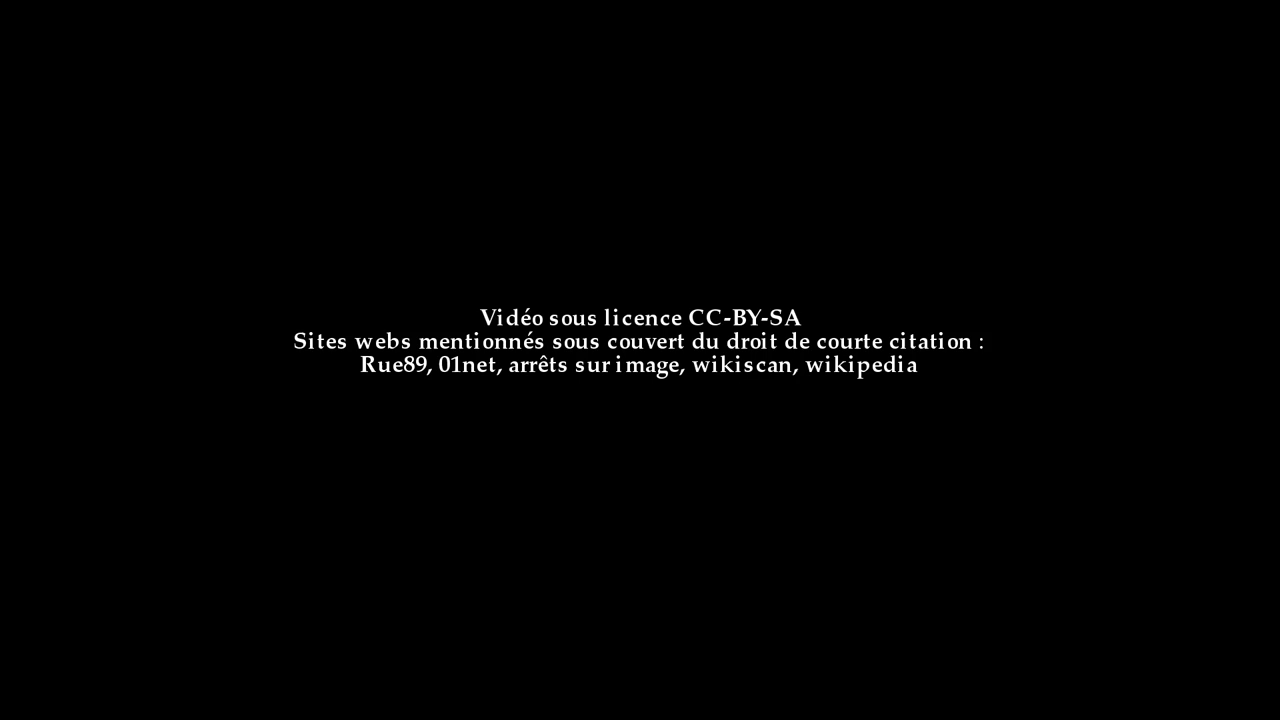 Vidéo sous licence CC-BY-SA
Sites webs mentionnés sous couvert du droit de courte citation :
Rue89, 01net, arrêts sur image, wikiscan, wikipedia